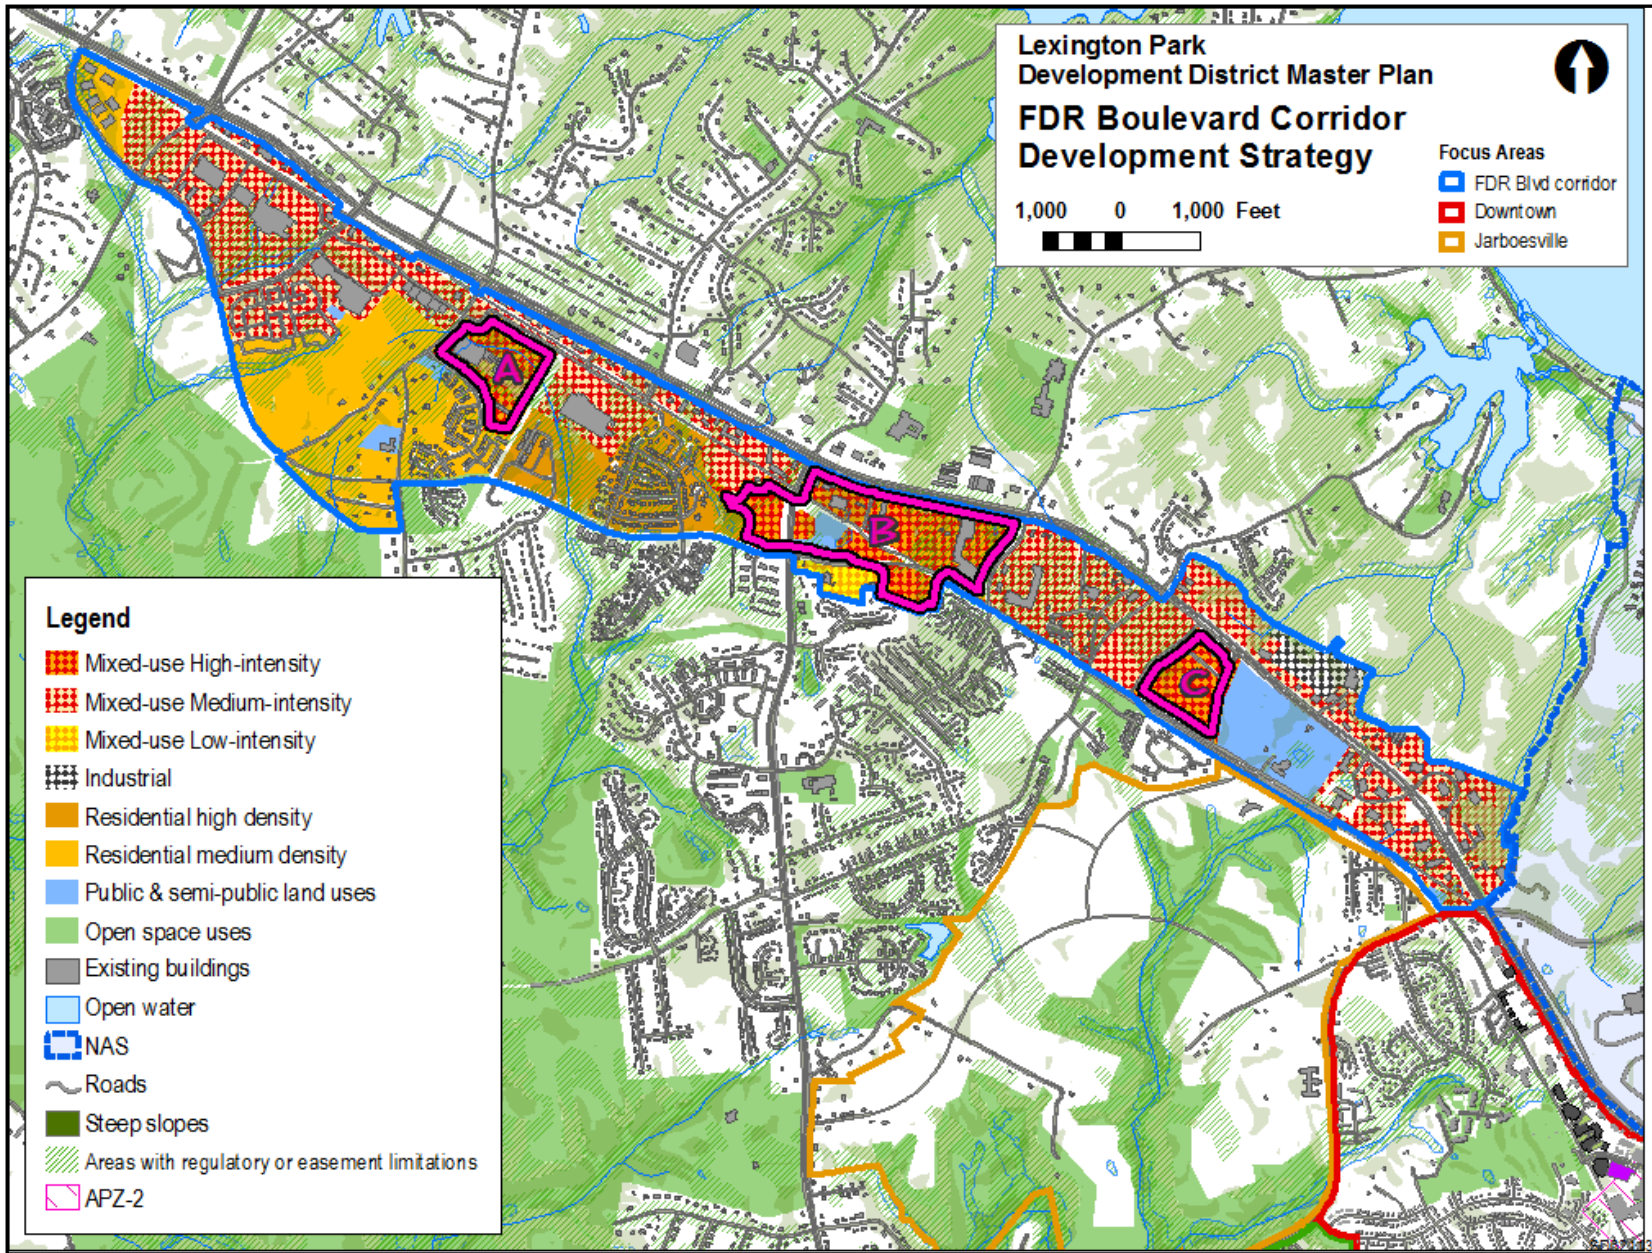 Lexington Park
Development District Master Plan
FDR Boulevard Corridor
Development Strategy
1,000 0 1,000 Feet
Focus Areas
FDR Blvd corridor
Downtown
Jarboesville
A
B
C
Legend
Mixed-use High-intensity
Mixed-use Medium-intensity
Mixed-use Low-intensity
Industrial
Residential high density
Residential medium density
Public & semi-public land uses
Open space uses
Existing buildings
Open water
NAS
Roads
Steep slopes
Areas with regulatory or easement limitations
APZ-2